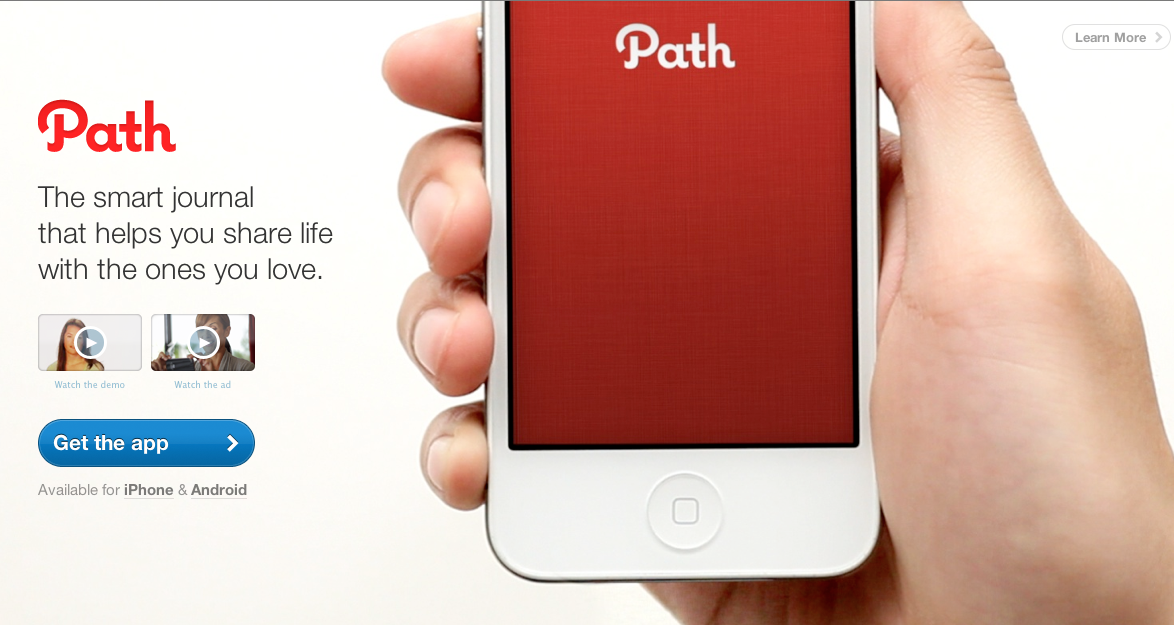 Path
Learn More
Path
The smart journal
that helps you share life
with the ones you love.
Watch the demo
Watch the ad
Get the app
Available for iPhone & Android